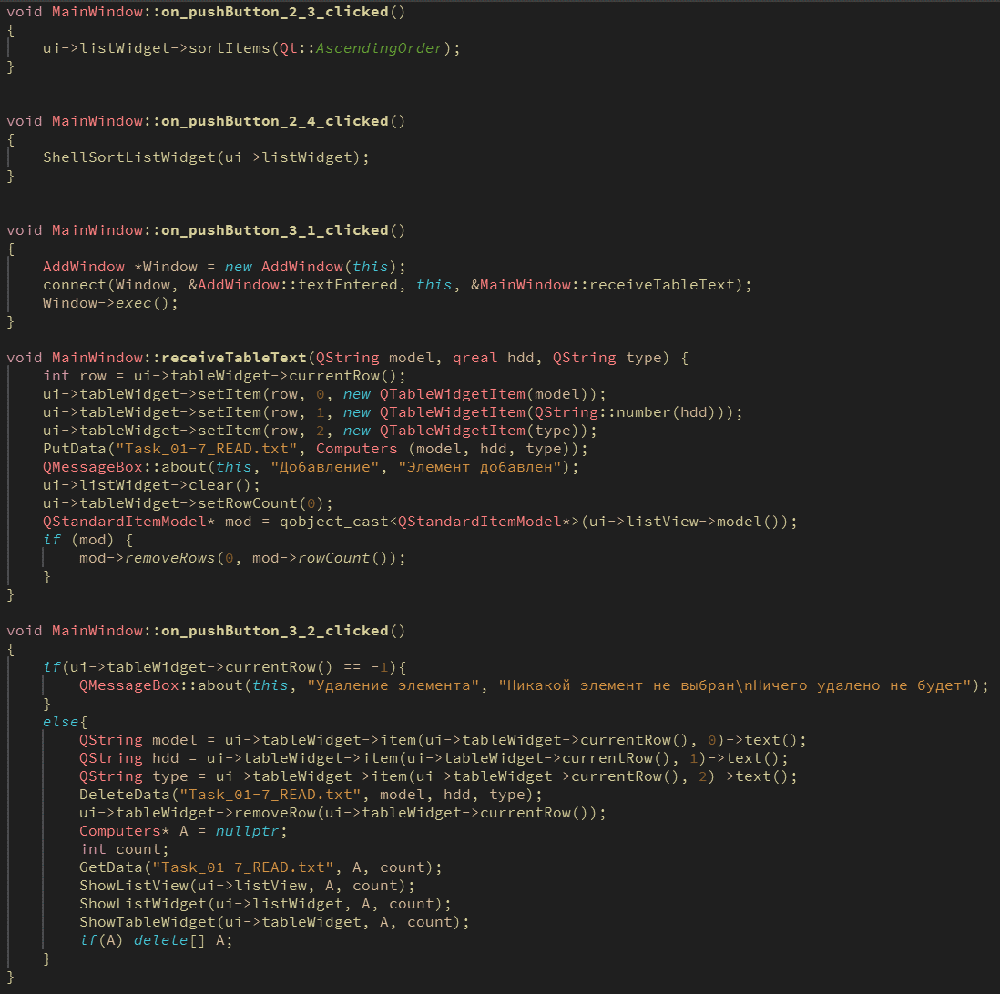 void MainWindow::on_pushButton_2_3_clicked()
{
    ui->listWidget->sortItems(Qt::AscendingOrder);
}
void MainWindow::on_pushButton_2_4_clicked()
{
    ShellSortListWidget(ui->listWidget);
}
void MainWindow::on_pushButton_3_1_clicked()
{
    AddWindow *Window = new AddWindow(this);
    connect(Window, &AddWindow::textEntered, this, &MainWindow::receiveTableText);
    Window->exec();
}
void MainWindow::receiveTableText(QString model, qreal hdd, QString type) {
    int row = ui->tableWidget->currentRow();
    ui->tableWidget->setItem(row, 0, new QTableWidgetItem(model));
    ui->tableWidget->setItem(row, 1, new QTableWidgetItem(QString::number(hdd)));
    ui->tableWidget->setItem(row, 2, new QTableWidgetItem(type));
    PutData("Task_01-7_READ.txt", Computers (model, hdd, type));
    QMessageBox::about(this, "Добавление", "Элемент добавлен");
    ui->listWidget->clear();
    ui->tableWidget->setRowCount(0);
    QStandardItemModel* mod = qobject_cast<QStandardItemModel*>(ui->listView->model());
    if (mod) {
        mod->removeRows(0, mod->rowCount());
    }
}
void MainWindow::on_pushButton_3_2_clicked()
{
    if(ui->tableWidget->currentRow() == -1){
        QMessageBox::about(this, "Удаление элемента", "Никакой элемент не выбран\nНичего удалено не будет");
    }
    else{
        QString model = ui->tableWidget->item(ui->tableWidget->currentRow(), 0)->text();
        QString hdd = ui->tableWidget->item(ui->tableWidget->currentRow(), 1)->text();
        QString type = ui->tableWidget->item(ui->tableWidget->currentRow(), 2)->text();
        DeleteData("Task_01-7_READ.txt", model, hdd, type);
        ui->tableWidget->removeRow(ui->tableWidget->currentRow());
        Computers* A = nullptr;
        int count;
        GetData("Task_01-7_READ.txt", A, count);
        ShowListView(ui->listView, A, count);
        ShowListWidget(ui->listWidget, A, count);
        ShowTableWidget(ui->tableWidget, A, count);
        if(A) delete[] A;
    }
}